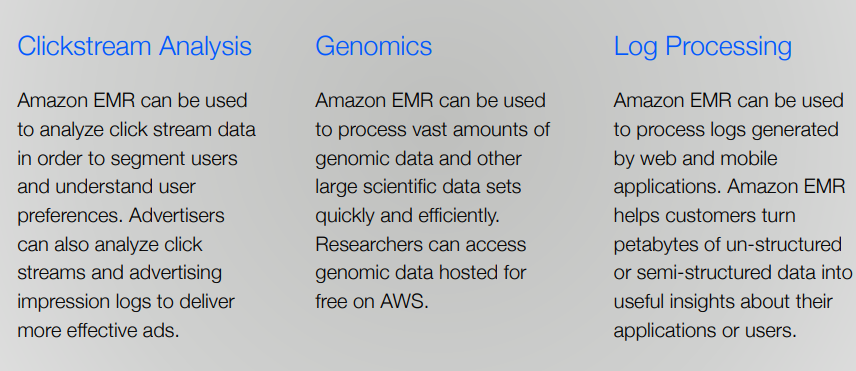 Clickstream Analysis
Amazon EMR can be used
to analyze click stream data
in order to segment users
and understand user
preferences. Advertisers
can also analyze click
streams and advertising
impression logs to deliver
more effective ads.
Genomics
Amazon EMR can be used
to process vast amounts of
genomic data and other
large scientific data sets
quickly and efficiently.
Researchers can access
genomic data hosted for
free on AWS.
Log Processing
Amazon EMR can be used
to process logs generated
by web and mobile
applications. Amazon EMR
helps customers turn
petabytes of un-structured
or semi-structured data into
useful insights about their
applications or users.